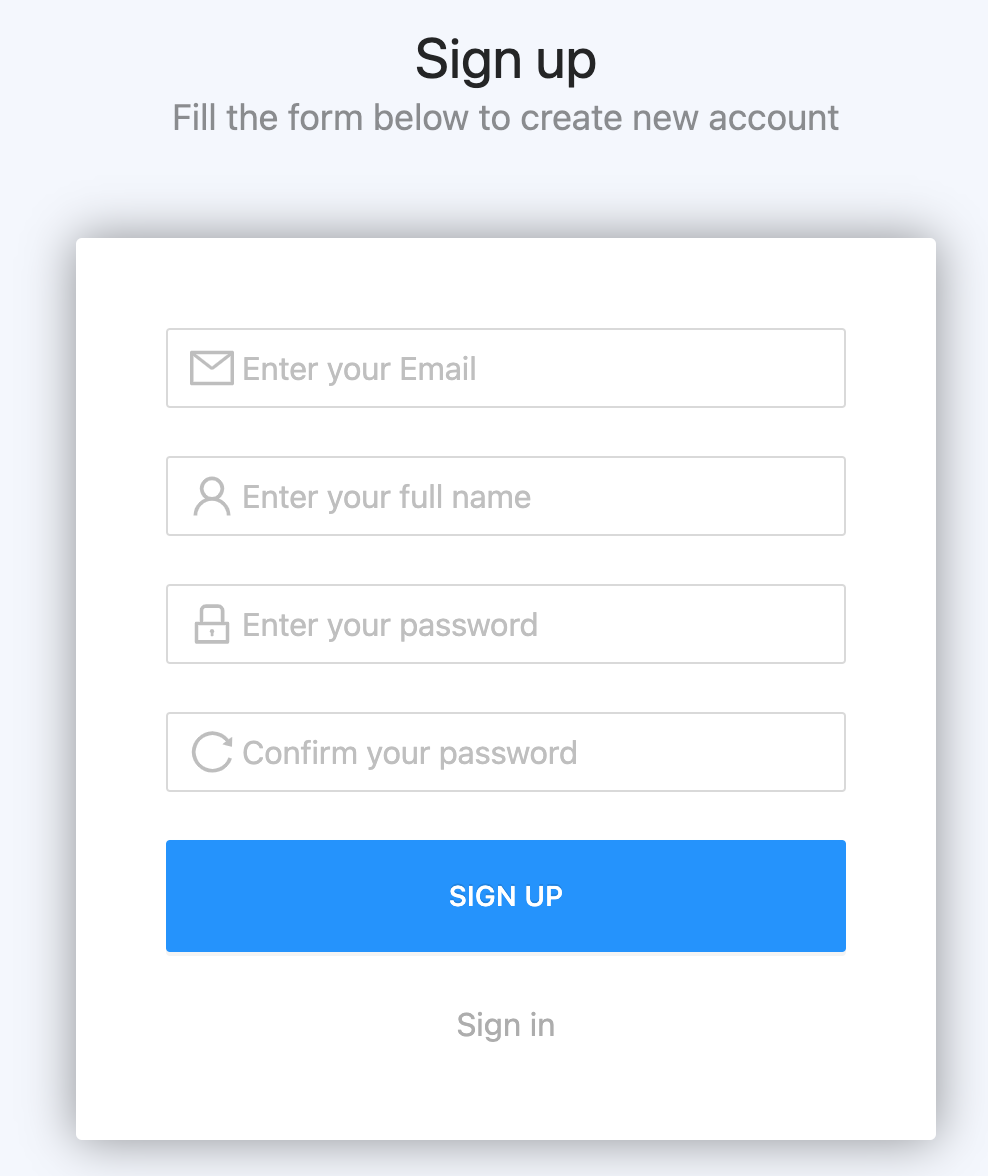 Sign up
Fill the form below to create new account
Enter your Email
Enter your full name
Enter your password
Confirm your password
SIGN UP
Sign in